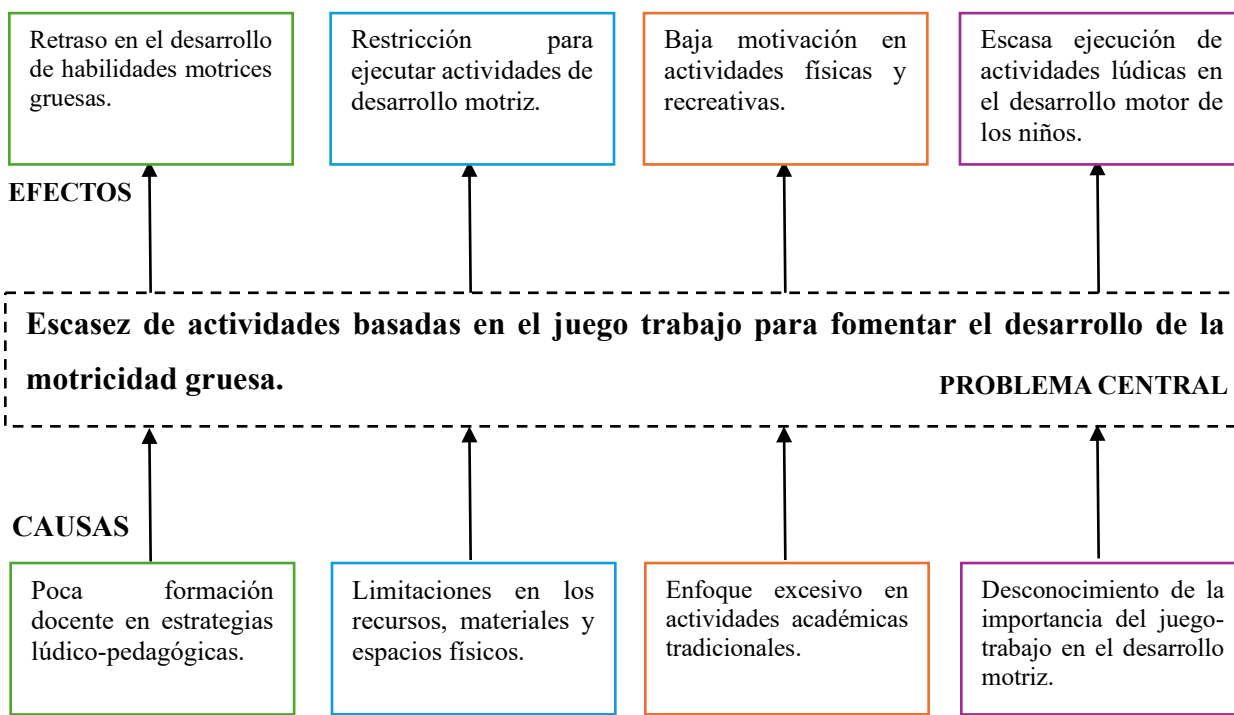 Retraso en el desarrollo
de habilidades motrices
gruesas.
Restricción para
ejecutar actividades de
desarrollo motriz.
Baja motivación en
actividades físicas y
recreativas.
Escasa ejecución de
actividades lúdicas en
el desarrollo motor de
los niños.
EFECTOS
Escasez de actividades basadas en el juego trabajo para fomentar el desarrollo de la
motricidad gruesa.
PROBLEMA CENTRAL
CAUSAS
Poca formación
docente en estrategias
lúdico-pedagógicas.
Limitaciones en los
recursos, materiales y
espacios físicos.
Enfoque excesivo en
actividades académicas
tradicionales.
Desconocimiento de la
importancia del juego-
trabajo en el desarrollo
motriz.